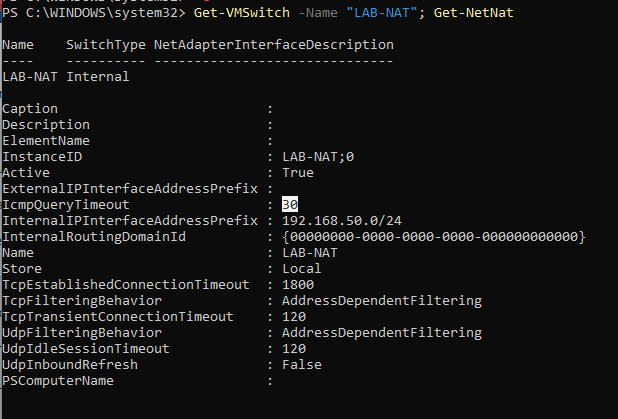 PS C:\WINDOWS\system32> Get-VMSwitch -Name "LAB-NAT"; Get-NetNat
Name    SwitchType NetAdapterInterfaceDescription
----    ---------- ------------------------------
LAB-NAT Internal
Caption                          :
Description                      :
ElementName                      :
InstanceID                       : LAB-NAT;0
Active                           : True
ExternalIPInterfaceAddressPrefix :
IcmpQueryTimeout                 : 30
InternalIPInterfaceAddressPrefix : 192.168.50.0/24
InternalRoutingDomainId          : {00000000-0000-0000-0000-000000000000}
Name                             : LAB-NAT
Store                            : Local
TcpEstablishedConnectionTimeout  : 1800
TcpFilteringBehavior             : AddressDependentFiltering
TcpTransientConnectionTimeout    : 120
UdpFilteringBehavior             : AddressDependentFiltering
UdpIdleSessionTimeout            : 120
UdpInboundRefresh                : False
PSComputerName                   :